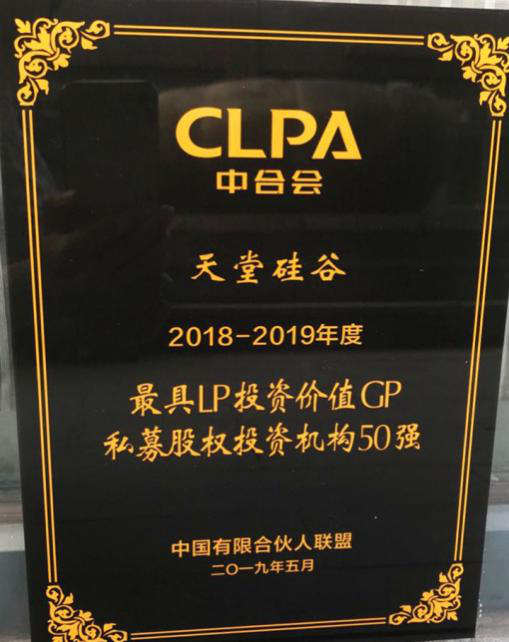 CLPA
中合会
天堂硅谷
2018-2019年度
最具LP投资价值GP
私募股权投资机构50强
中国有限合伙人联盟
二〇一九年五月